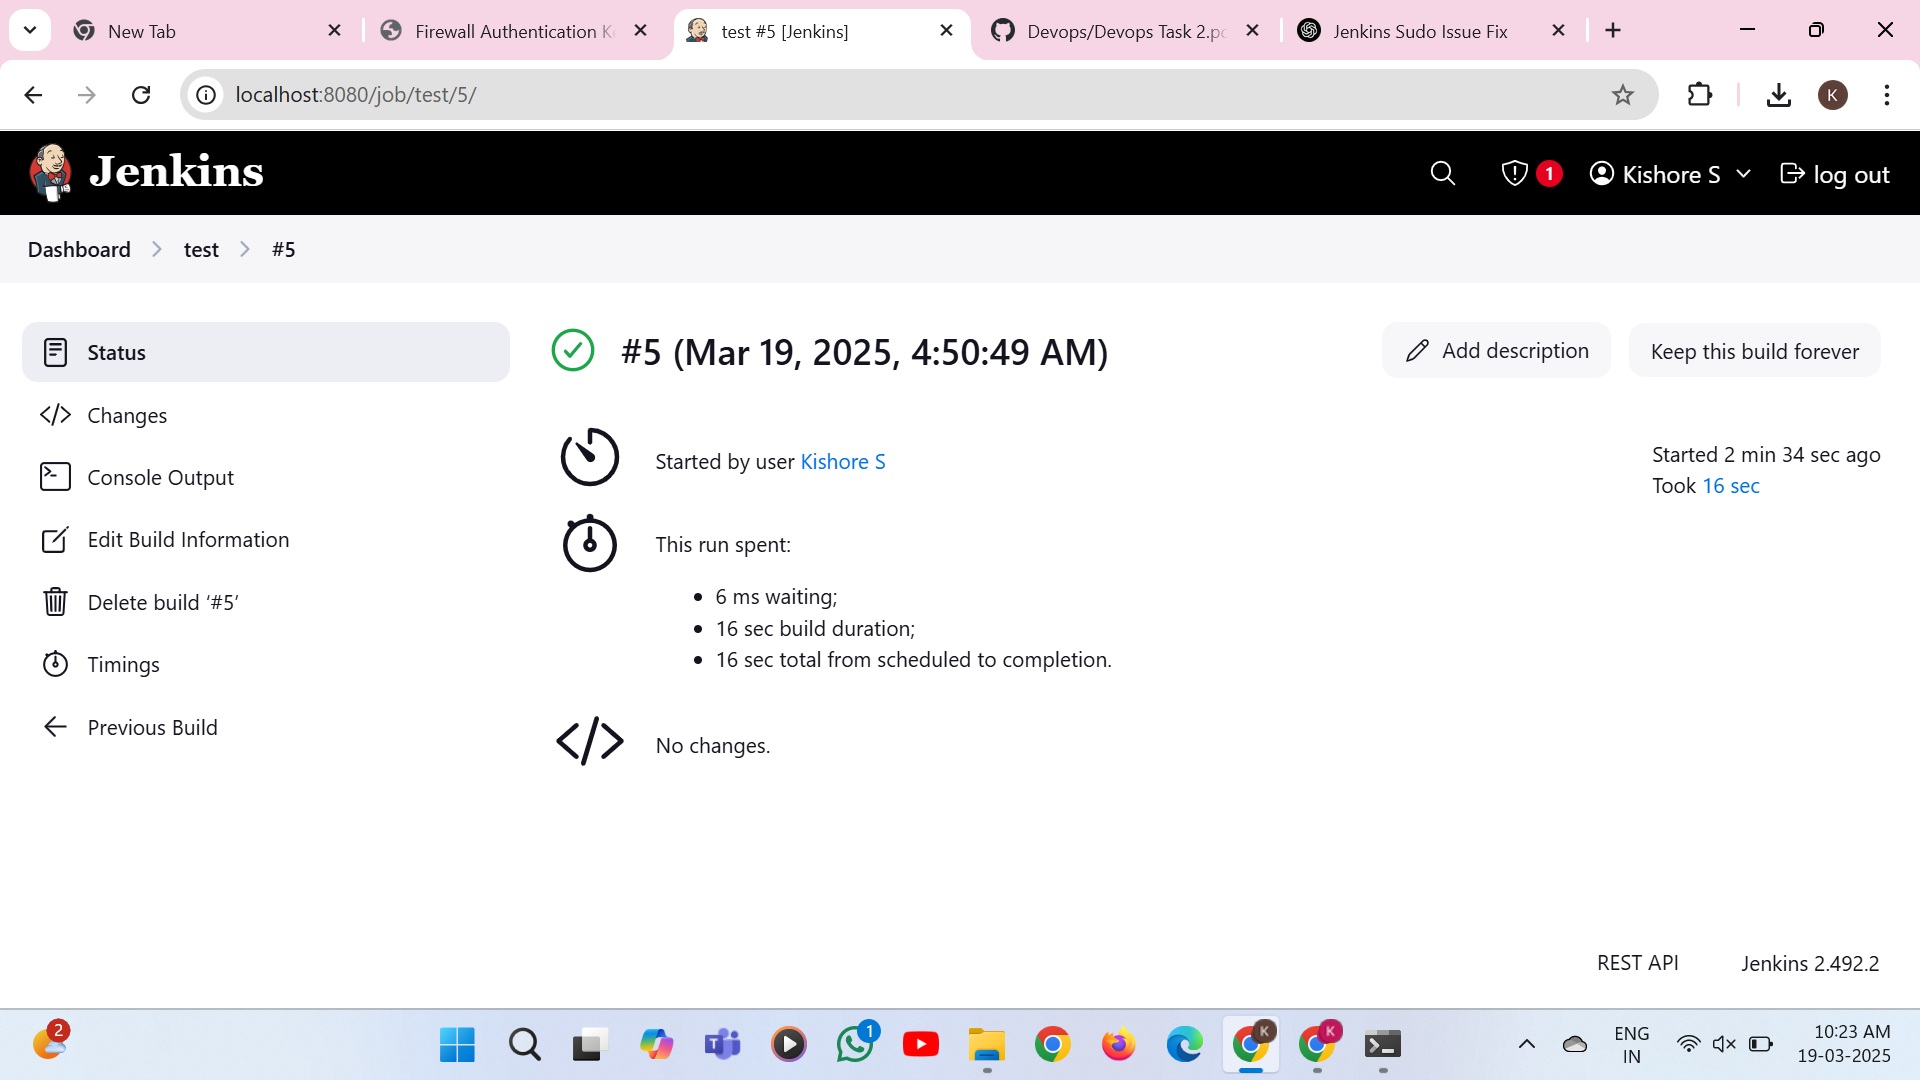 New Tab
Firewall Authentication K
test #5 [Jenkins]
Devops/Devops Task 2.pd
Jenkins Sudo Issue Fix
localhost:8080/job/test/5/
K
Jenkins
1
Kishore S
log out
Dashboard
test
#5
Status
Changes
Console Output
Edit Build Information
Delete build ‘#5’
Timings
Previous Build
#5 (Mar 19, 2025, 4:50:49 AM)
Add description
Keep this build forever
Started by user Kishore S
Started 2 min 34 sec ago
Took 16 sec
This run spent:
6 ms waiting;
16 sec build duration;
16 sec total from scheduled to completion.
No changes.
REST API
Jenkins 2.492.2
2
T
1
K
K
ENG
IN
10:23 AM
19-03-2025